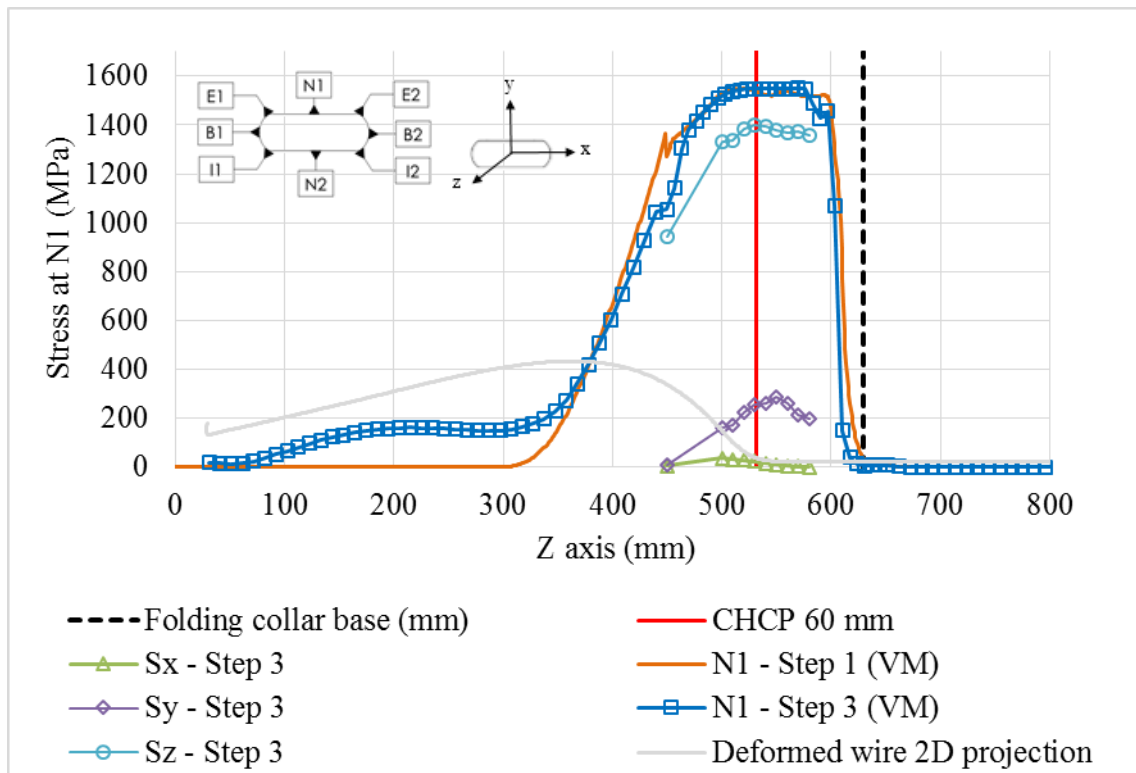 1600
1400
1200
1000
800
600
400
200
0
Stress at N1 (MPa)
E1
N1
E2
B1
B2
I1
N2
I2
y
x
z
0 100 200 300 400 500 600 700 800
Z axis (mm)
Folding collar base (mm)
CHCP 60 mm
Sx - Step 3
N1 - Step 1 (VM)
Sy - Step 3
N1 - Step 3 (VM)
Sz - Step 3
Deformed wire 2D projection